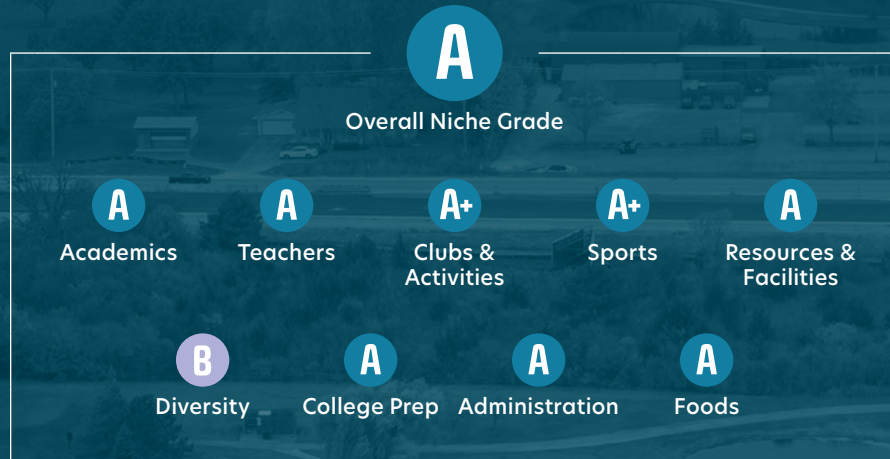 A
Overall Niche Grade
A
A
A+
A+
A
Academics
Teachers
Clubs &
Activities
Sports
Resources &
Facilities
B
A
A
A
Diversity
College Prep
Administration
Foods